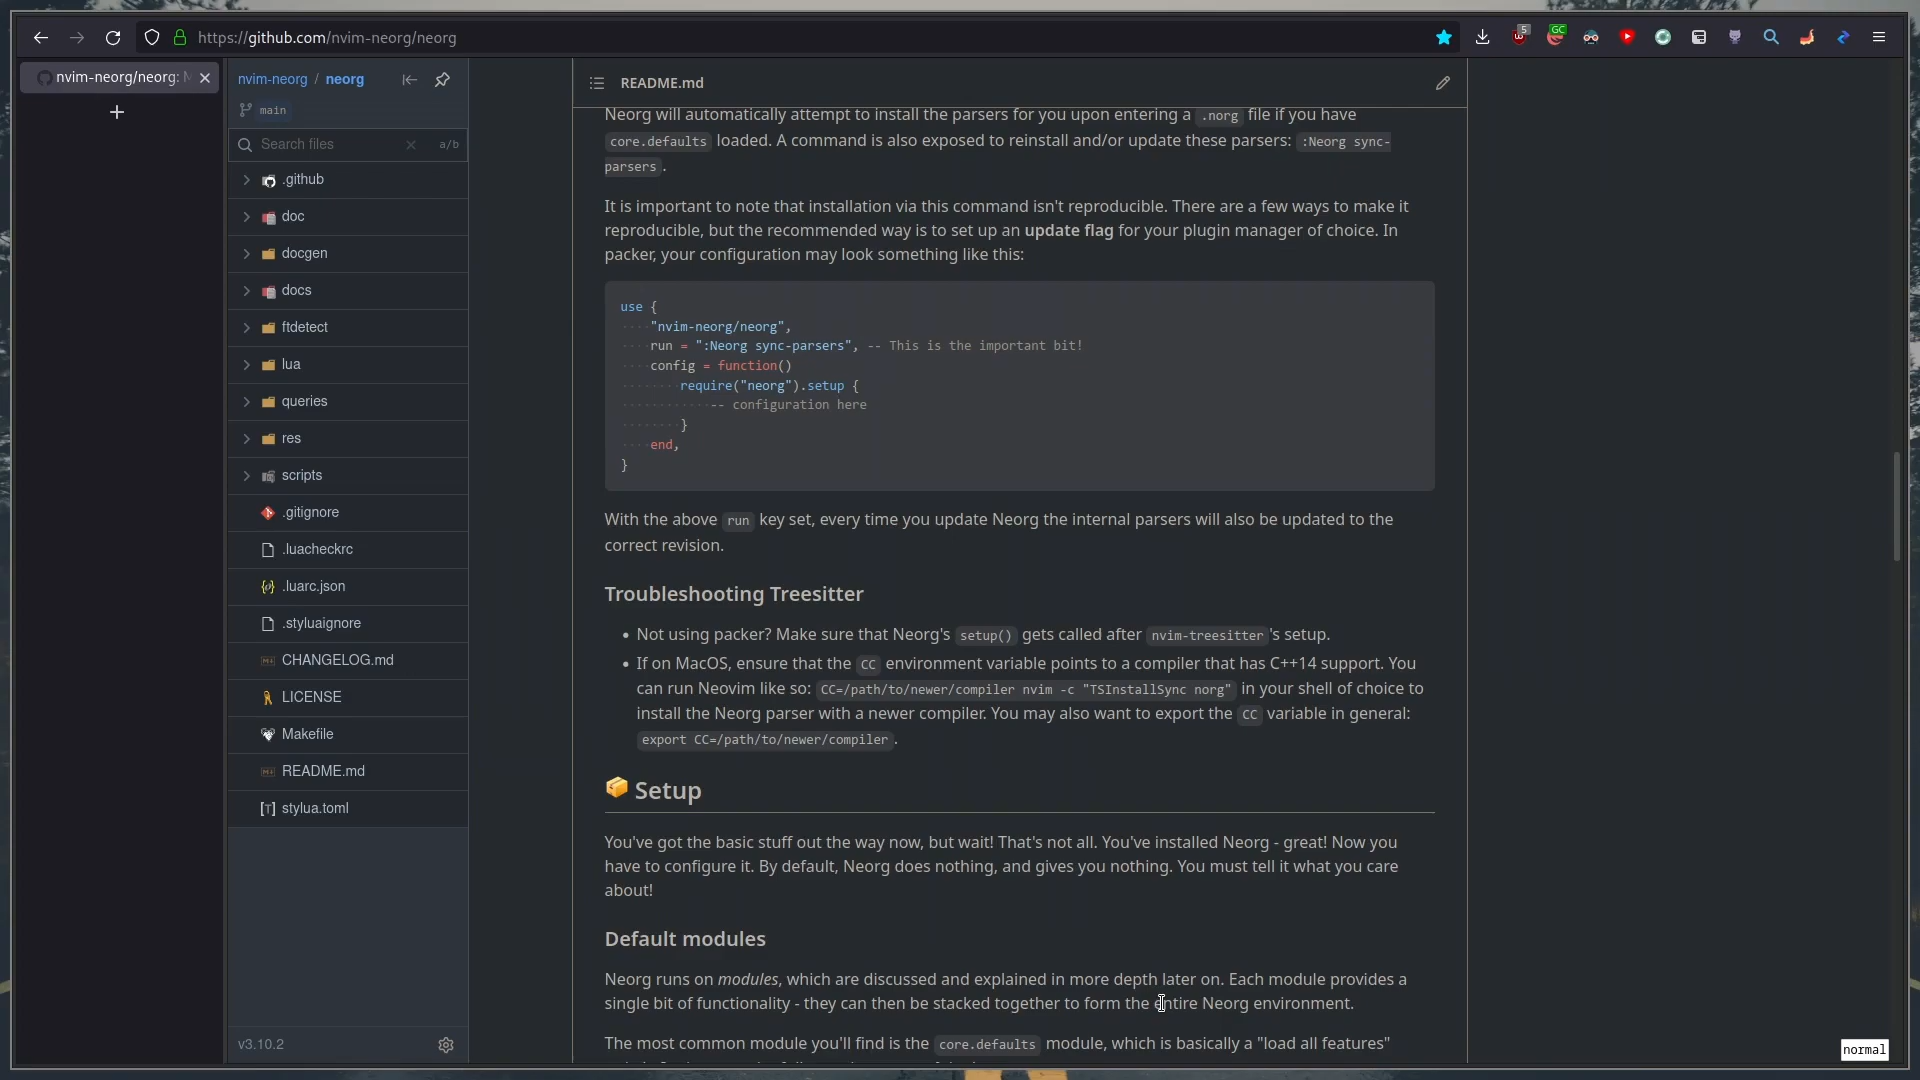 https://github.com/nvim-neorg/neorg
5
GC
nvim-neorg/neorg: N
nvim-neorg / neorg
main
Search files
a/b
.github
doc
docgen
docs
ftdetect
lua
queries
res
scripts
.gitignore
.luacheckrc
.luarc.json
.styluaignore
CHANGELOG.md
LICENSE
Makefile
README.md
stylua.toml
v3.10.2
README.md
Neorg will automatically attempt to install the parsers for you upon entering a .norg file if you have
core.defaults loaded. A command is also exposed to reinstall and/or update these parsers: :Neorg sync-
parsers .
It is important to note that installation via this command isn't reproducible. There are a few ways to make it
reproducible, but the recommended way is to set up an update flag for your plugin manager of choice. In
packer, your configuration may look something like this:
use {
"nvim-neorg/neorg",
run = ":Neorg sync-parsers", -- This is the important bit!
config = function()
require("neorg").setup {
-- configuration here
}
end,
}
With the above run key set, every time you update Neorg the internal parsers will also be updated to the
correct revision.
Troubleshooting Treesitter
• Not using packer? Make sure that Neorg's setup() gets called after nvim-treesitter 's setup.
• If on MacOS, ensure that the CC environment variable points to a compiler that has C++14 support. You
can run Neovim like so: CC=/path/to/newer/compiler nvim -c "TSInstallSync norg" in your shell of choice to
install the Neorg parser with a newer compiler. You may also want to export the CC variable in general:
export CC=/path/to/newer/compiler .
📦 Setup
You've got the basic stuff out the way now, but wait! That's not all. You've installed Neorg - great! Now you
have to configure it. By default, Neorg does nothing, and gives you nothing. You must tell it what you care
about!
Default modules
Neorg runs on modules, which are discussed and explained in more depth later on. Each module provides a
single bit of functionality - they can then be stacked together to form the entire Neorg environment.
The most common module you'll find is the core.defaults module, which is basically a "load all features"
normal